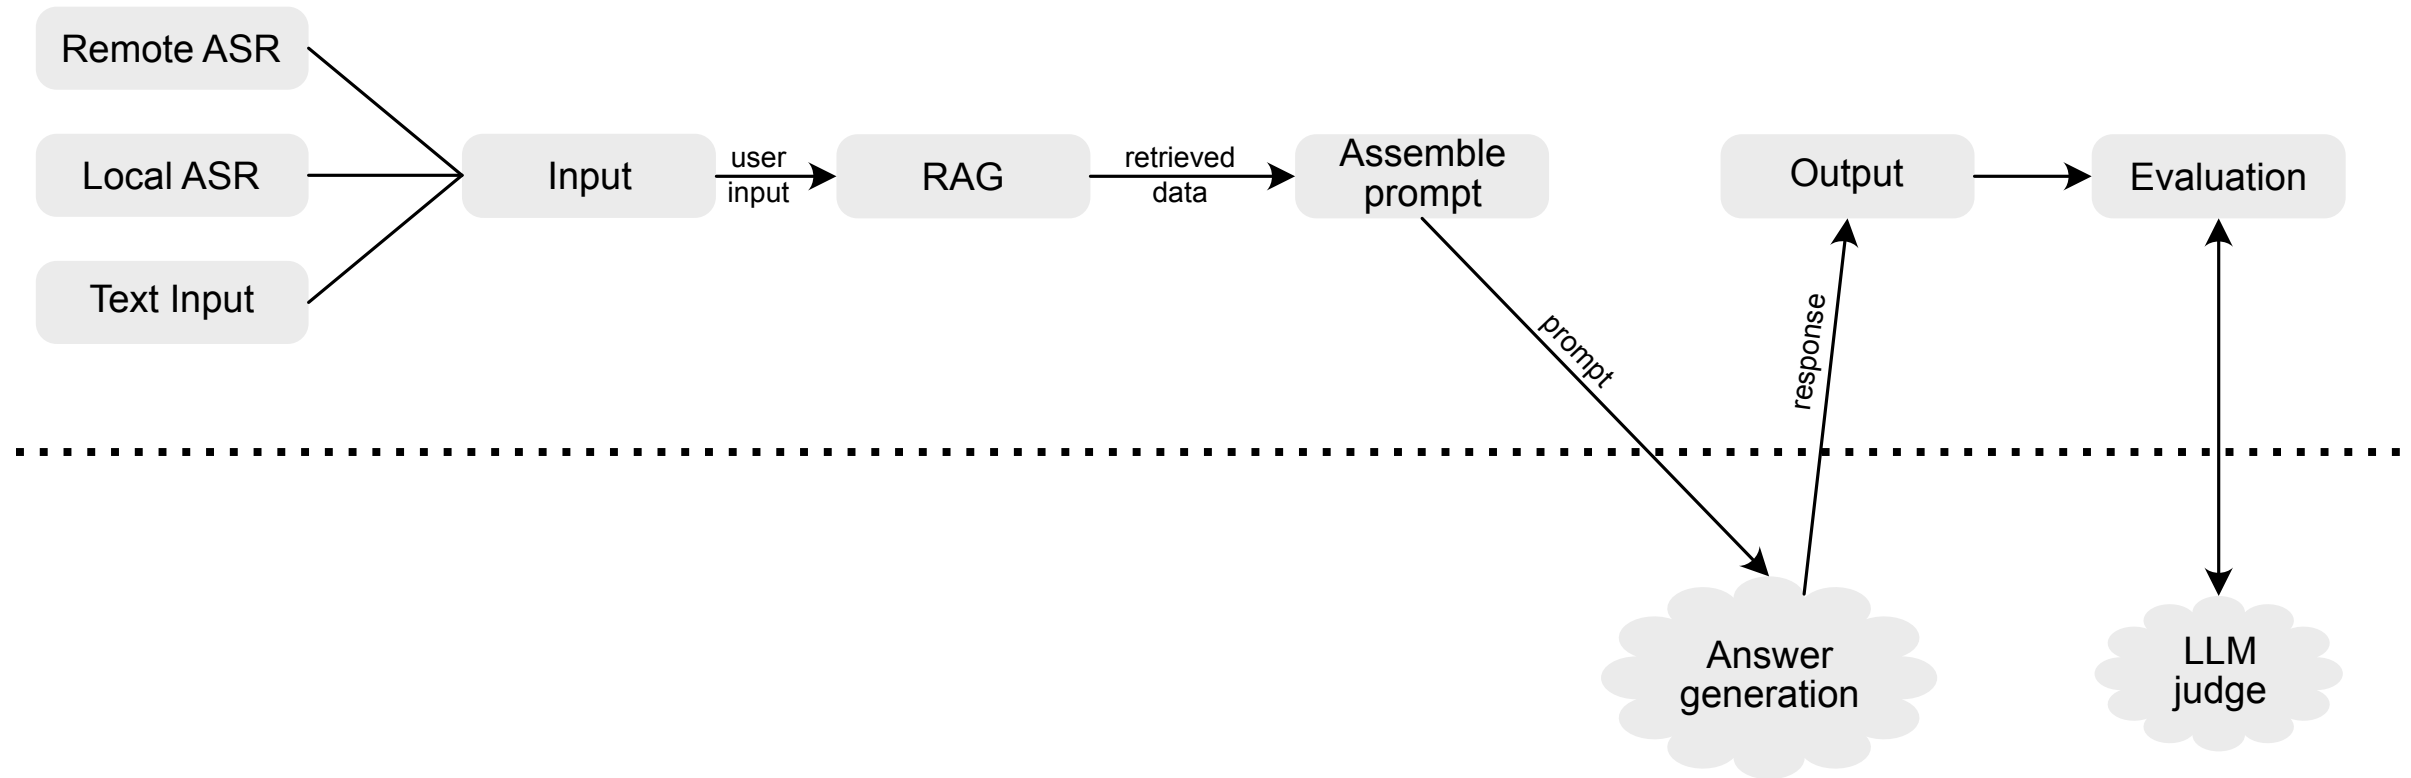 Remote ASR
Local ASR
Text Input
Input
user
input
RAG
retrieved
data
Assemble
prompt
prompt
Answer
generation
response
Output
Evaluation
LLM
judge